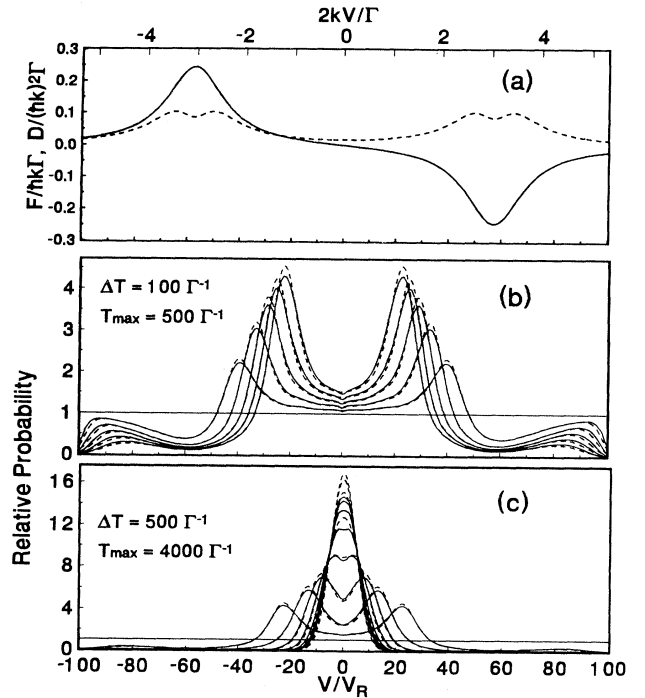 2kV/Γ
-4 -2 0 2 4
0.3
0.2
0.1
0.0
-0.1
-0.2
-0.3
F/ħkΓ, D/(ħk)²Γ
(a)
4
3
2
1
0
ΔT = 100 Γ⁻¹
Tmax = 500 Γ⁻¹
(b)
Relative Probability
16
12
8
4
0
ΔT = 500 Γ⁻¹
Tmax = 4000 Γ⁻¹
(c)
-100 -80 -60 -40 -20 0 20 40 60 80 100
V/VR